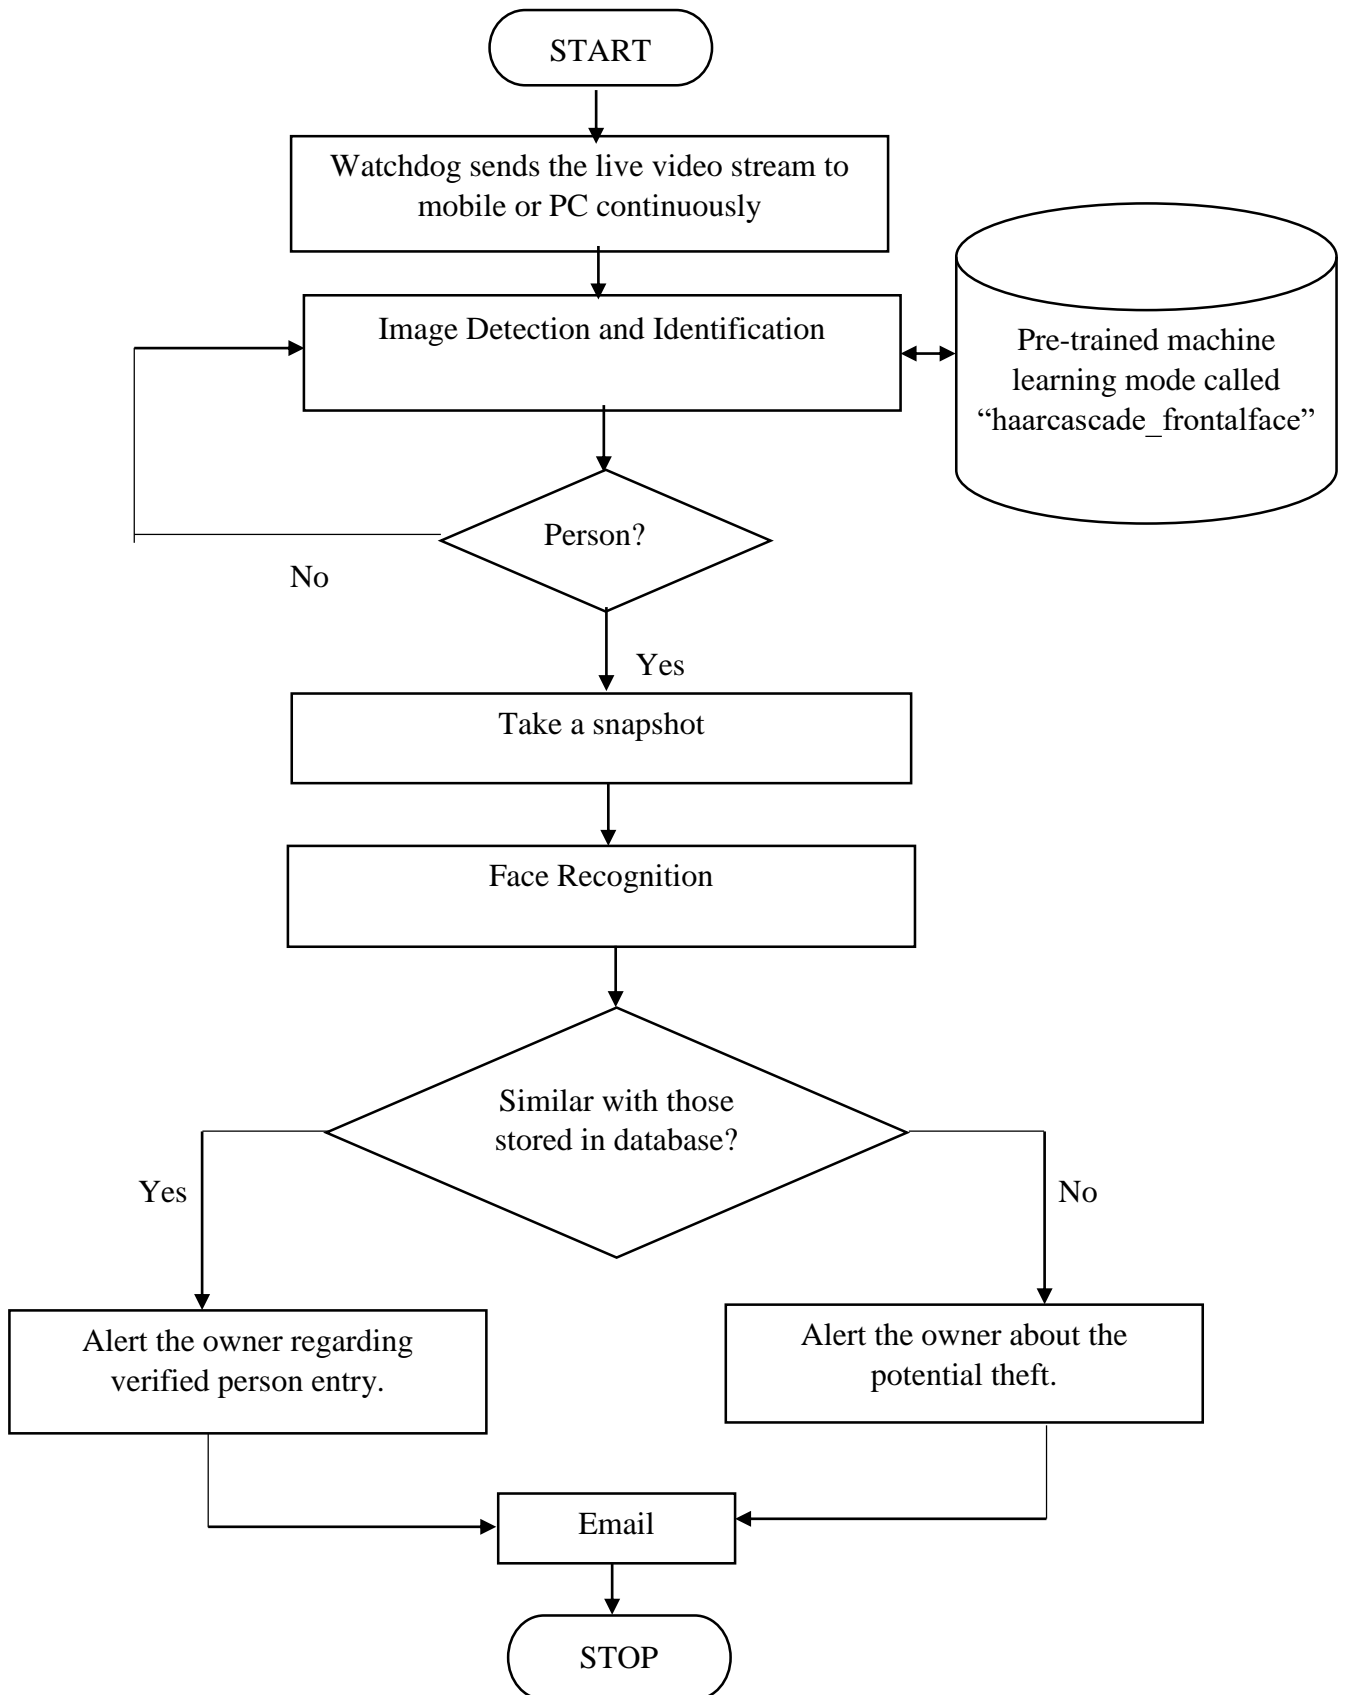 START
Watchdog sends the live video stream to
mobile or PC continuously
Image Detection and Identification
Pre-trained machine
learning mode called
“haarcascade_frontalface”
Person?
No
Yes
Take a snapshot
Face Recognition
Similar with those
stored in database?
Yes
No
Alert the owner regarding
verified person entry.
Alert the owner about the
potential theft.
Email
STOP